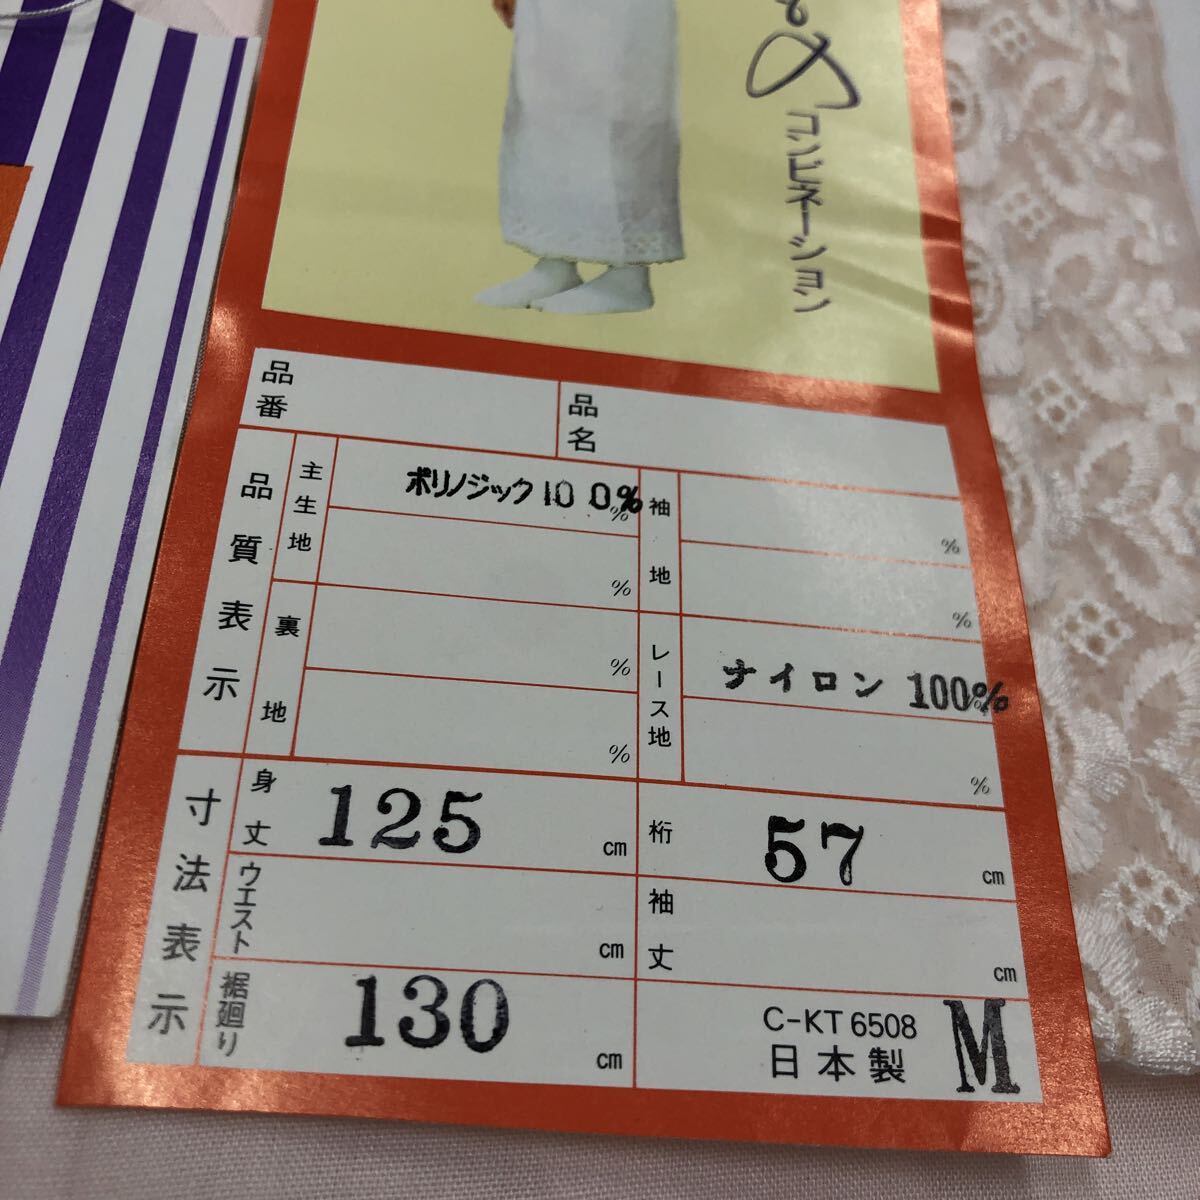 コンビネーション
品番
品名
品質表示
主生地
ポリノジック 100%
%
%
袖地
%
%
裏地
%
%
レース地
ナイロン 100%
%
寸法表示
身丈
125 cm
裄
57 cm
ウエスト
cm
袖丈
cm
裾廻り
130 cm
C-KT 6508
日本製
M